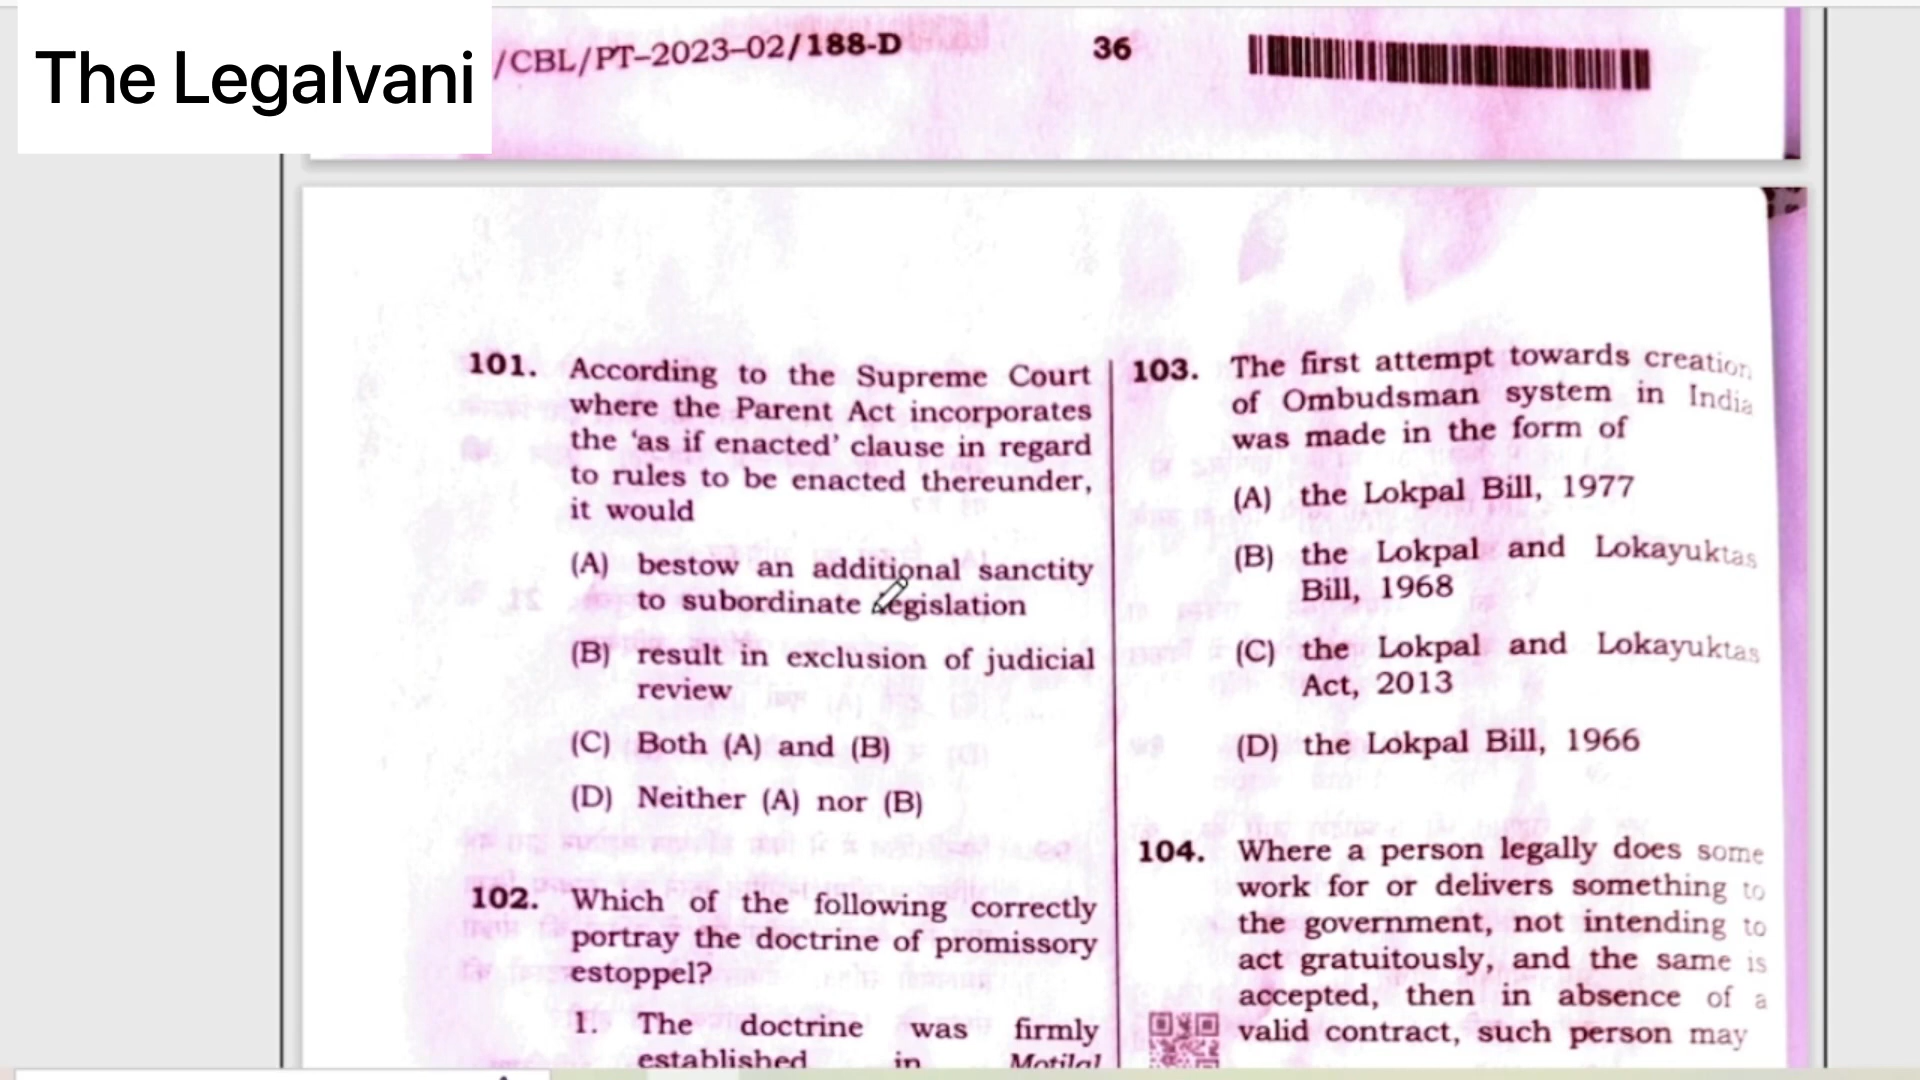 The Legalvani
/CBL/PT–2023–02/188-D
36
101. According to the Supreme Court
where the Parent Act incorporates
the ‘as if enacted’ clause in regard
to rules to be enacted thereunder,
it would
(A) bestow an additional sanctity
to subordinate legislation
(B) result in exclusion of judicial
review
(C) Both (A) and (B)
(D) Neither (A) nor (B)
102. Which of the following correctly
portray the doctrine of promissory
estoppel?
1. The doctrine was firmly
established in Motilal
103. The first attempt towards creation
of Ombudsman system in India
was made in the form of
(A) the Lokpal Bill, 1977
(B) the Lokpal and Lokayuktas
Bill, 1968
(C) the Lokpal and Lokayuktas
Act, 2013
(D) the Lokpal Bill, 1966
104. Where a person legally does some
work for or delivers something to
the government, not intending to
act gratuitously, and the same is
accepted, then in absence of a
valid contract, such person may